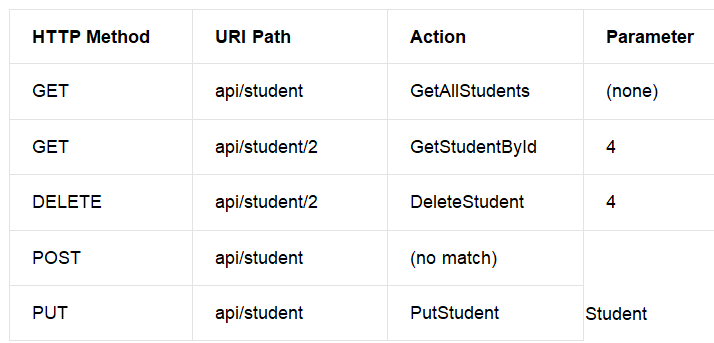 HTTP Method URI Path Action Parameter
GET api/student GetAllStudents (none)
GET api/student/2 GetStudentById 4
DELETE api/student/2 DeleteStudent 4
POST api/student (no match)
PUT api/student PutStudent Student